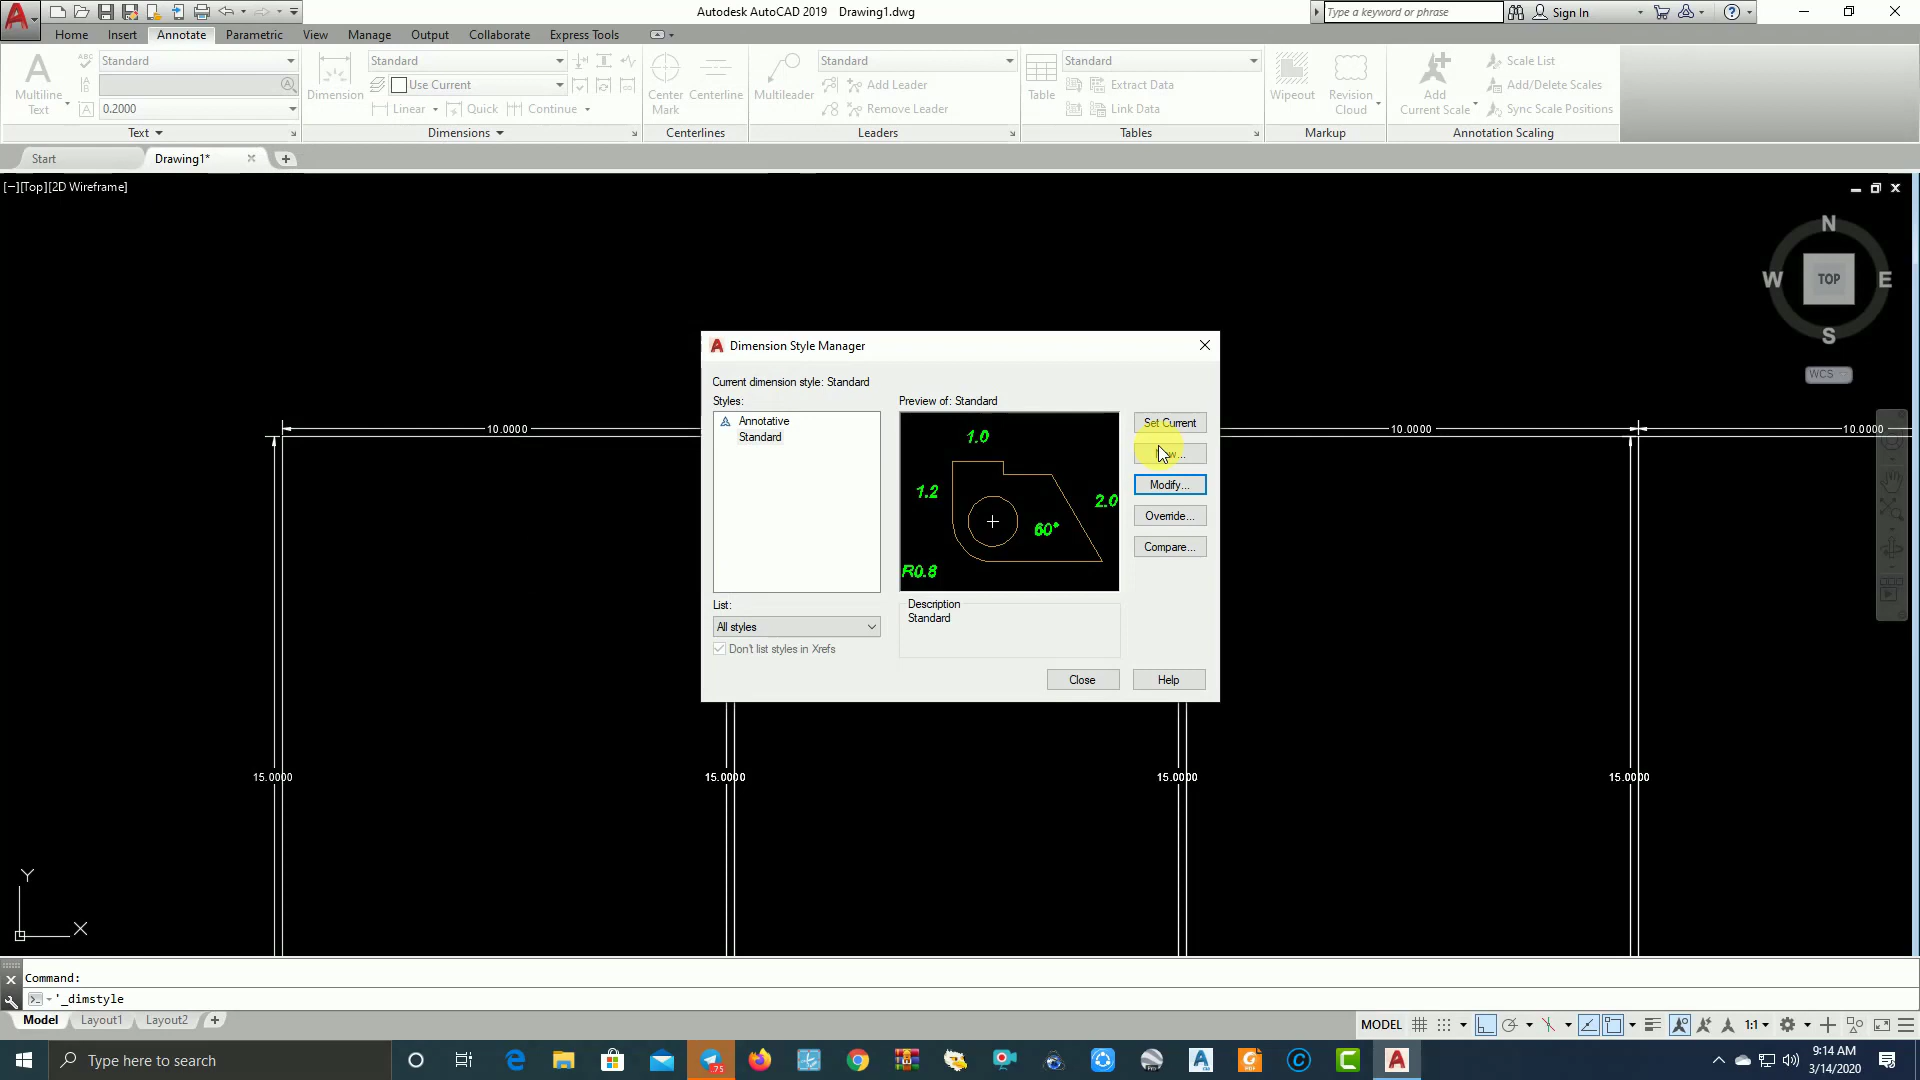 Autodesk AutoCAD 2019 Drawing1.dwg
Type a keyword or phrase
Sign In
Home Insert Annotate Parametric View Manage Output Collaborate Express Tools
Multiline Text
Standard
0.2000
Text
Dimension
Standard
Use Current
Linear Quick Continue
Dimensions
Center Mark
Centerline
Centerlines
Multileader
Standard
Add Leader
Remove Leader
Leaders
Table
Standard
Extract Data
Link Data
Tables
Wipeout
Revision Cloud
Markup
Add Current Scale
Scale List
Add/Delete Scales
Sync Scale Positions
Annotation Scaling
Start Drawing1*
[−][Top][2D Wireframe]
N
W TOP E
S
WCS
Dimension Style Manager
Current dimension style: Standard
Styles:
Annotative
Standard
List:
All styles
Don't list styles in Xrefs
Preview of: Standard
1.0
1.2
2.0
60°
R0.8
Description
Standard
Set Current
Modify...
Override...
Compare...
Close
Help
10.0000 10.0000 10.0000
15.0000 15.0000 15.0000 15.0000
Y
X
Command:
'_dimstyle
Model Layout1 Layout2
MODEL 1:1
Type here to search
9:14 AM
3/14/2020